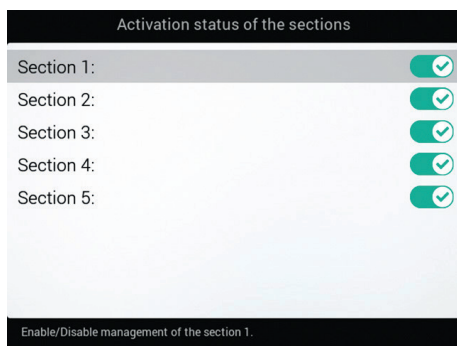 Activation status of the sections
Section 1:
Section 2:
Section 3:
Section 4:
Section 5:
Enable/Disable management of the section 1.